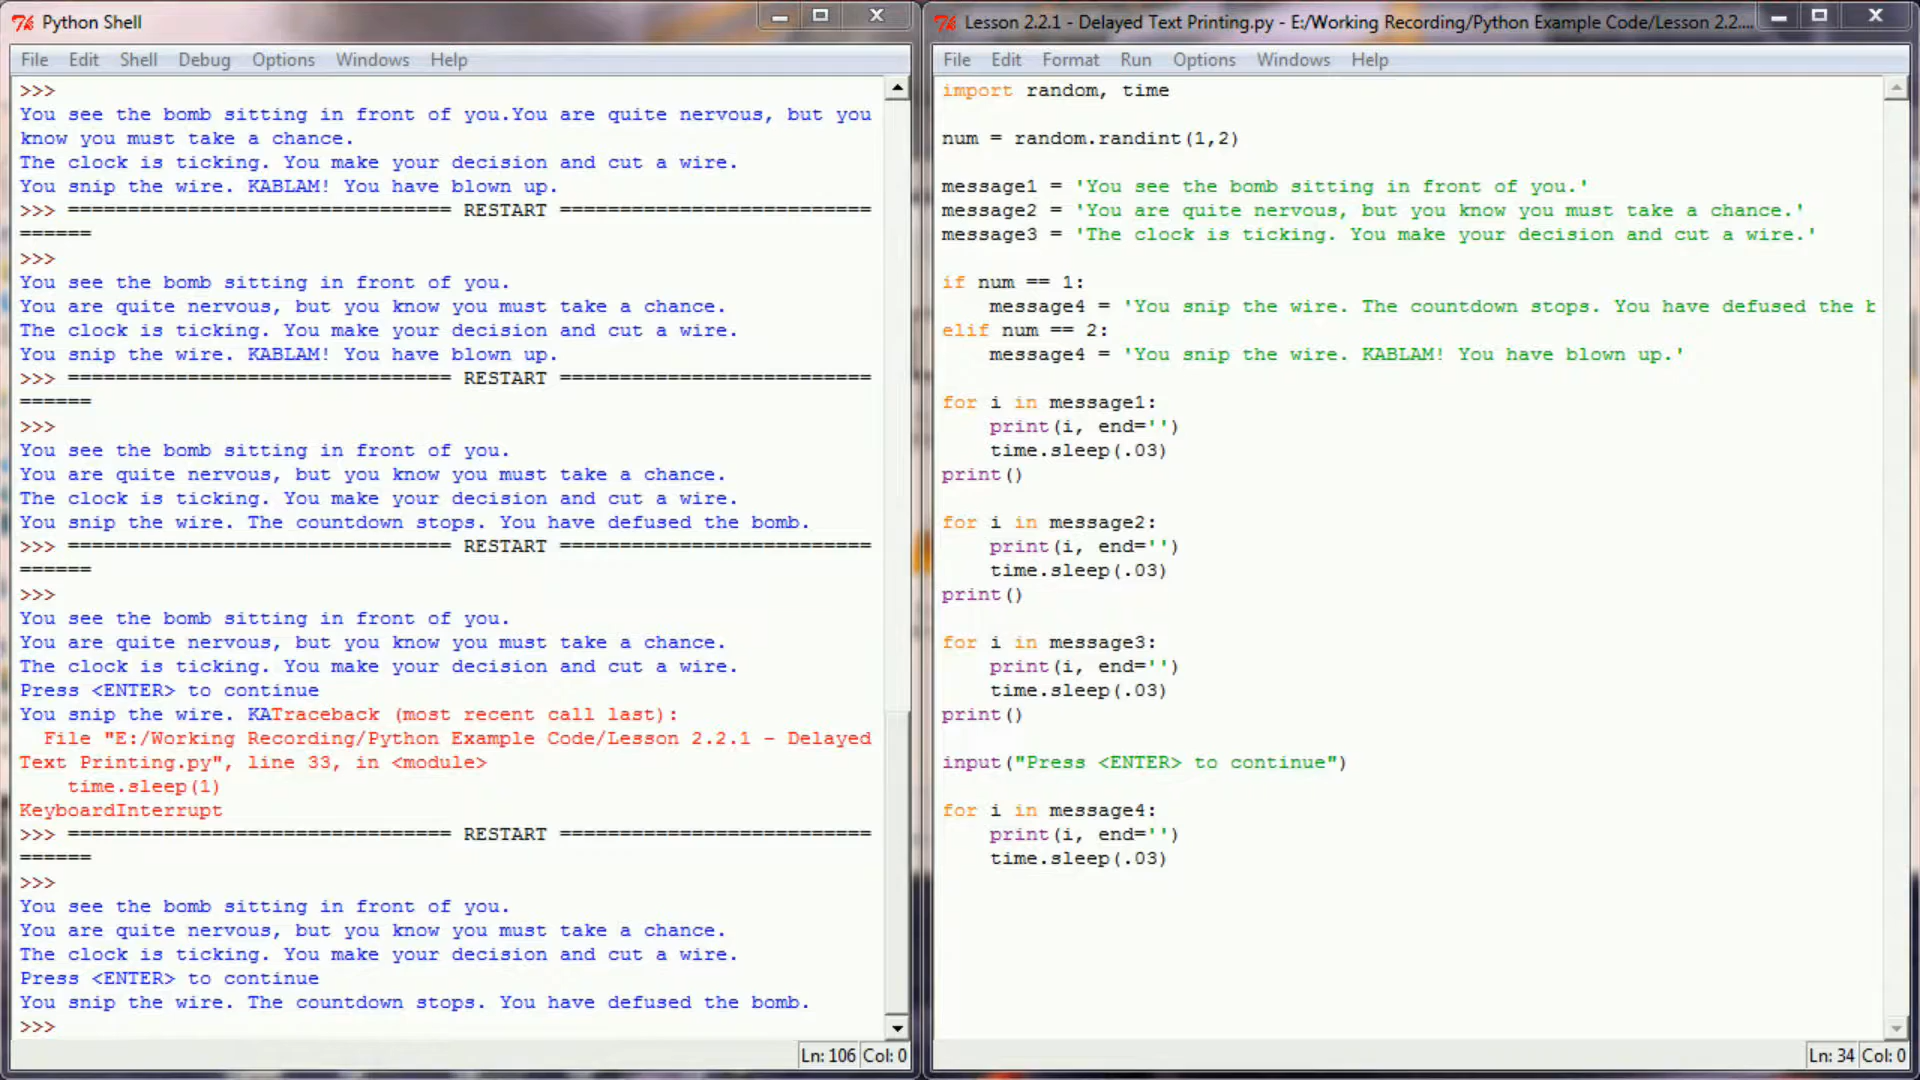 Python Shell
File Edit Shell Debug Options Windows Help
>>>
You see the bomb sitting in front of you.You are quite nervous, but you
know you must take a chance.
The clock is ticking. You make your decision and cut a wire.
You snip the wire. KABLAM! You have blown up.
>>> ================================ RESTART ==========================
======
>>>
You see the bomb sitting in front of you.
You are quite nervous, but you know you must take a chance.
The clock is ticking. You make your decision and cut a wire.
You snip the wire. KABLAM! You have blown up.
>>> ================================ RESTART ==========================
======
>>>
You see the bomb sitting in front of you.
You are quite nervous, but you know you must take a chance.
The clock is ticking. You make your decision and cut a wire.
You snip the wire. The countdown stops. You have defused the bomb.
>>> ================================ RESTART ==========================
======
>>>
You see the bomb sitting in front of you.
You are quite nervous, but you know you must take a chance.
The clock is ticking. You make your decision and cut a wire.
Press <ENTER> to continue
You snip the wire. KATraceback (most recent call last):
  File "E:/Working Recording/Python Example Code/Lesson 2.2.1 - Delayed
Text Printing.py", line 33, in <module>
    time.sleep(1)
KeyboardInterrupt
>>> ================================ RESTART ==========================
======
>>>
You see the bomb sitting in front of you.
You are quite nervous, but you know you must take a chance.
The clock is ticking. You make your decision and cut a wire.
Press <ENTER> to continue
You snip the wire. The countdown stops. You have defused the bomb.
>>>
Ln: 106 Col: 0
Lesson 2.2.1 - Delayed Text Printing.py - E:/Working Recording/Python Example Code/Lesson 2.2....
File Edit Format Run Options Windows Help
import random, time
num = random.randint(1,2)
message1 = 'You see the bomb sitting in front of you.'
message2 = 'You are quite nervous, but you know you must take a chance.'
message3 = 'The clock is ticking. You make your decision and cut a wire.'
if num == 1:
    message4 = 'You snip the wire. The countdown stops. You have defused the b
elif num == 2:
    message4 = 'You snip the wire. KABLAM! You have blown up.'
for i in message1:
    print(i, end='')
    time.sleep(.03)
print()
for i in message2:
    print(i, end='')
    time.sleep(.03)
print()
for i in message3:
    print(i, end='')
    time.sleep(.03)
print()
input("Press <ENTER> to continue")
for i in message4:
    print(i, end='')
    time.sleep(.03)
Ln: 34 Col: 0